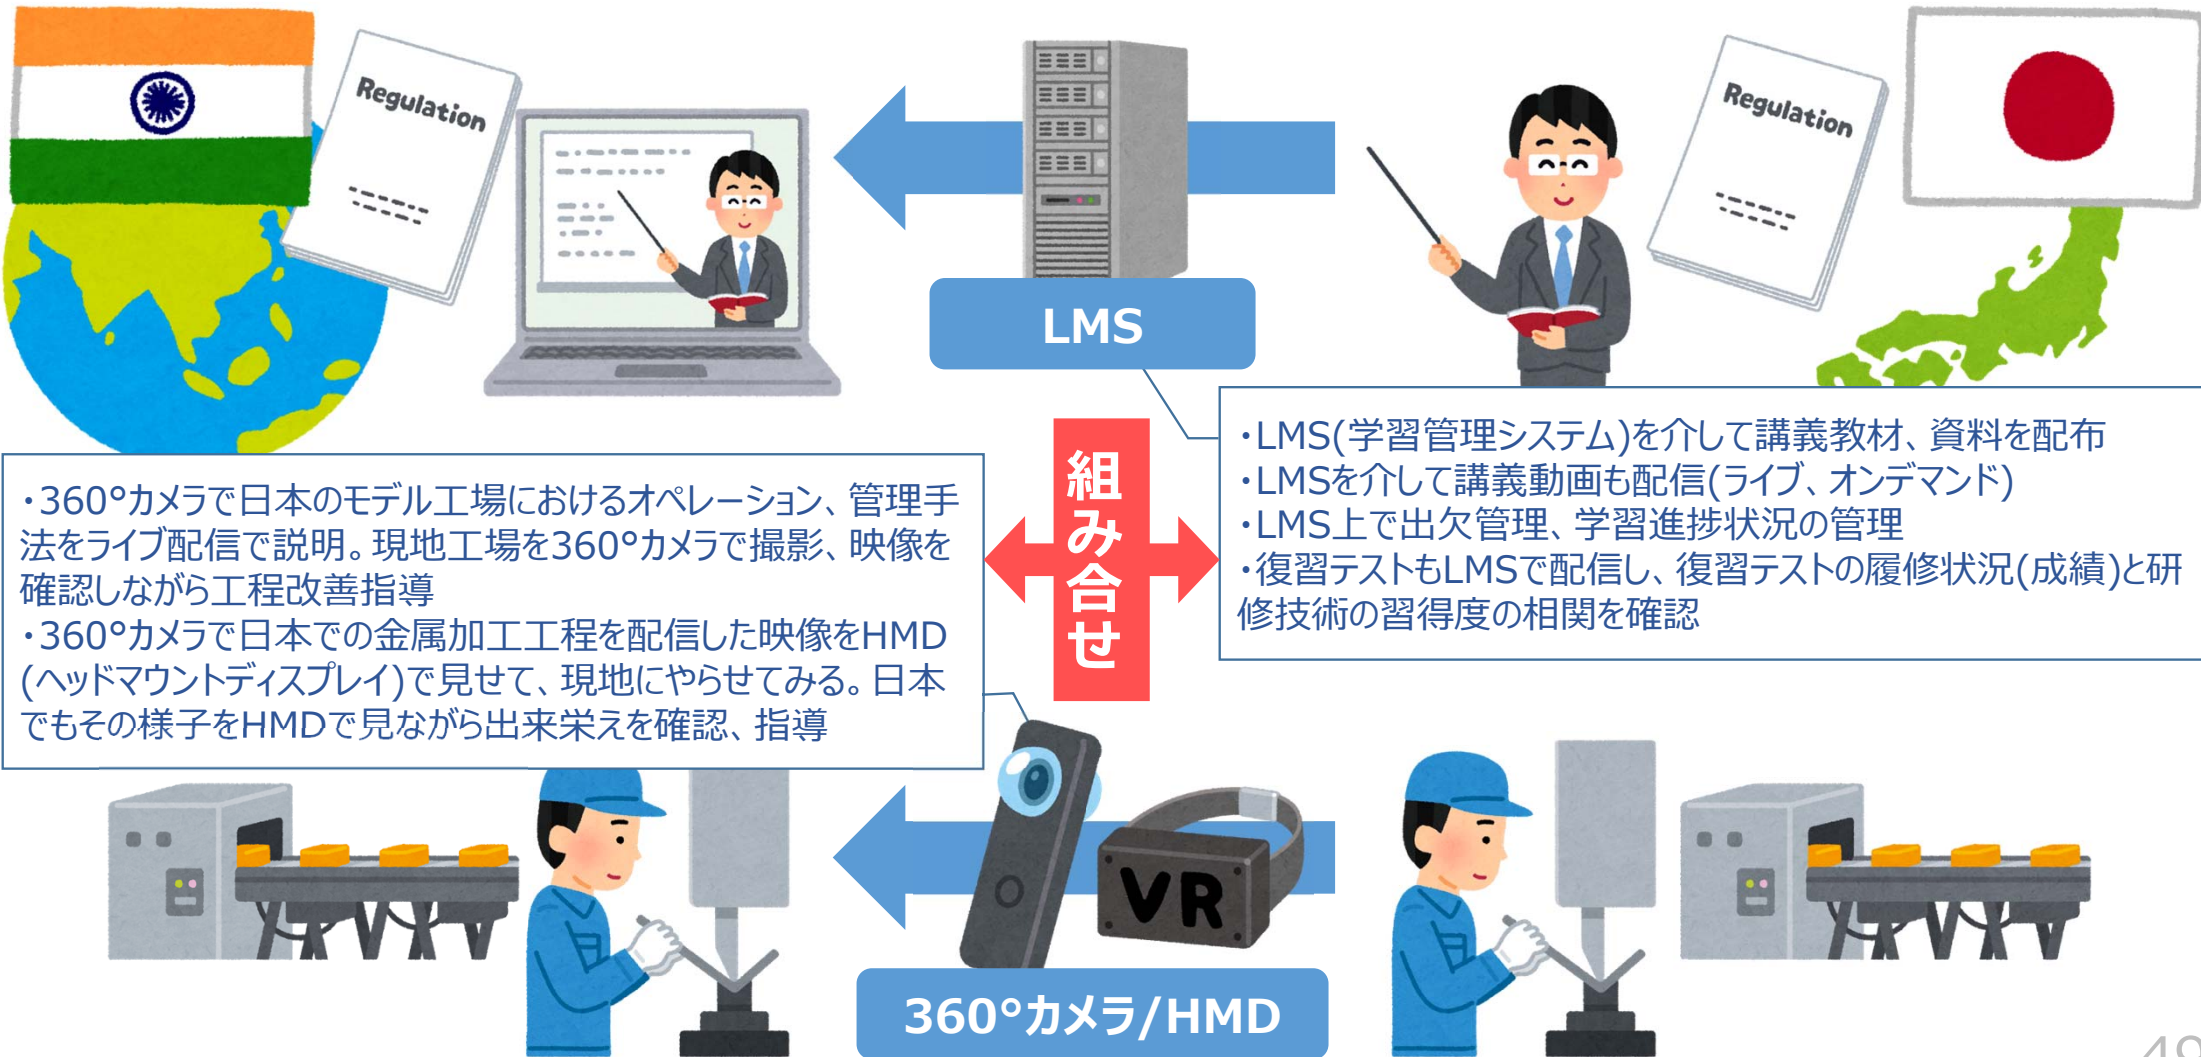 Regulation
Regulation
LMS
・LMS(学習管理システム)を介して講義教材、資料を配布
・LMSを介して講義動画も配信(ライブ、オンデマンド)
・LMS上で出欠管理、学習進捗状況の管理
・復習テストもLMSで配信し、復習テストの履修状況(成績)と研
修技術の習得度の相関を確認
組み合せ
・360°カメラで日本のモデル工場におけるオペレーション、管理手
法をライブ配信で説明。現地工場を360°カメラで撮影、映像を
確認しながら工程改善指導
・360°カメラで日本での金属加工工程を配信した映像をHMD
(ヘッドマウントディスプレイ)で見せて、現地にやらせてみる。日本
でもその様子をHMDで見ながら出来栄えを確認、指導
VR
360°カメラ/HMD
49